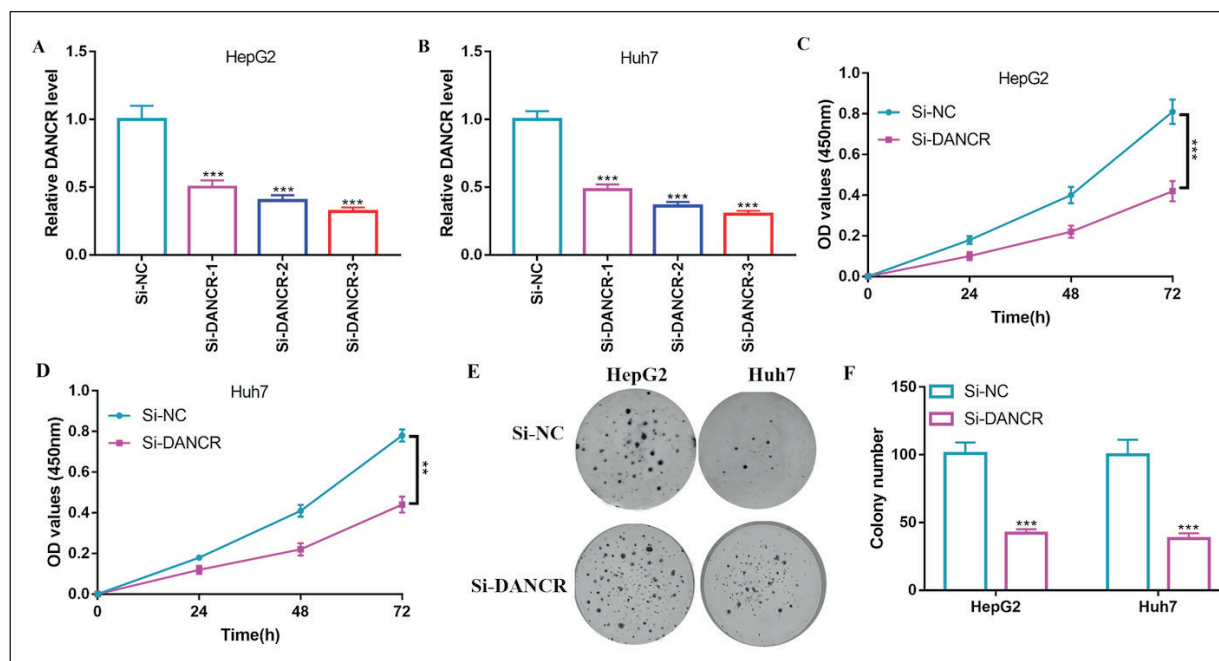 A
HepG2
Relative DANCR level
1.5
1.0
0.5
0.0
***
***
***
Si-NC
Si-DANCR-1
Si-DANCR-2
Si-DANCR-3
B
Huh7
Relative DANCR level
1.5
1.0
0.5
0.0
***
***
***
Si-NC
Si-DANCR-1
Si-DANCR-2
Si-DANCR-3
C
HepG2
Si-NC
Si-DANCR
OD values (450nm)
1.0
0.8
0.6
0.4
0.2
0.0
***
0
24
48
72
Time(h)
D
Huh7
Si-NC
Si-DANCR
OD values (450nm)
1.0
0.8
0.6
0.4
0.2
0.0
**
0
24
48
72
Time(h)
E
HepG2
Huh7
Si-NC
Si-DANCR
F
Si-NC
Si-DANCR
Colony number
150
100
50
0
***
***
HepG2
Huh7